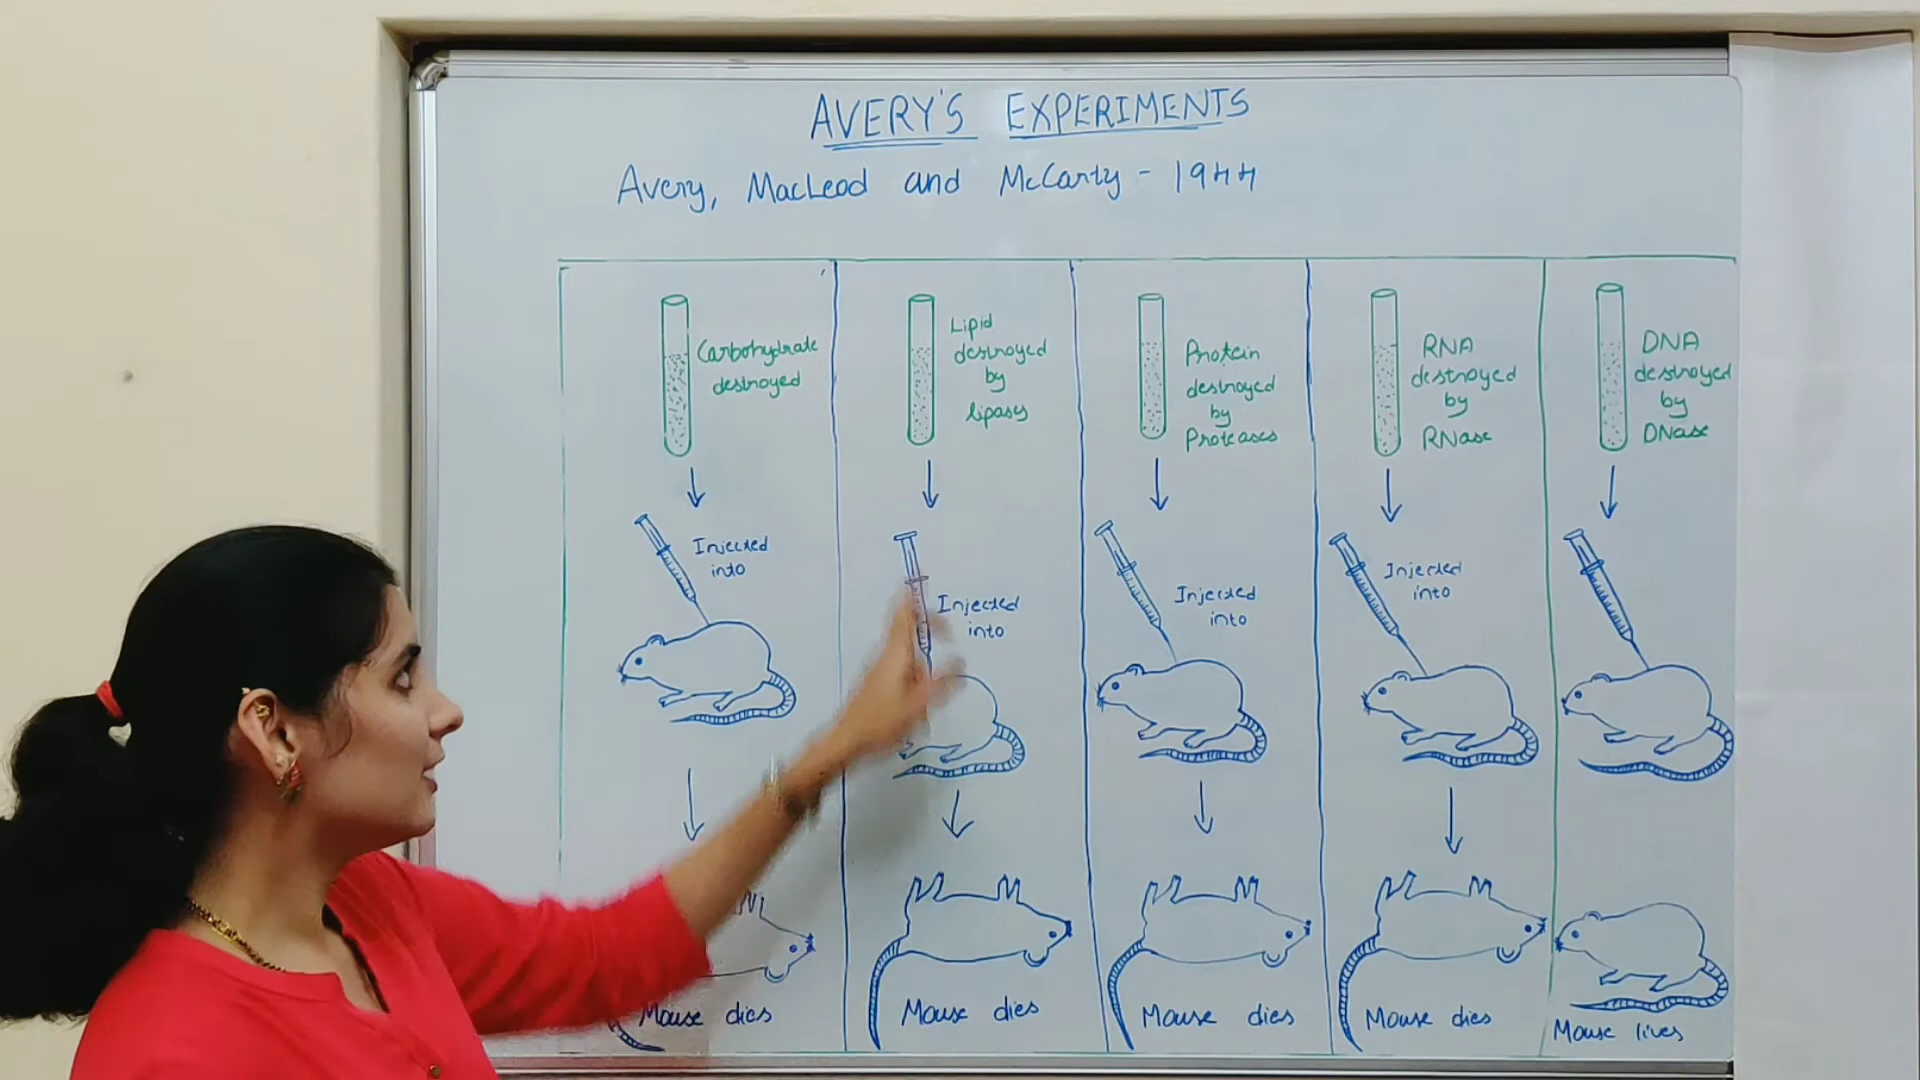 AVERY'S EXPERIMENTS
Avery, MacLeod and McCarty - 1944
Carbohydrate
destroyed
Injected
into
Mouse dies
Lipid
destroyed
by
lipases
Injected
into
Mouse dies
Protein
destroyed
by
Proteases
Injected
into
Mouse dies
RNA
destroyed
by
RNase
Injected
into
Mouse dies
DNA
destroyed
by
DNase
Mouse lives